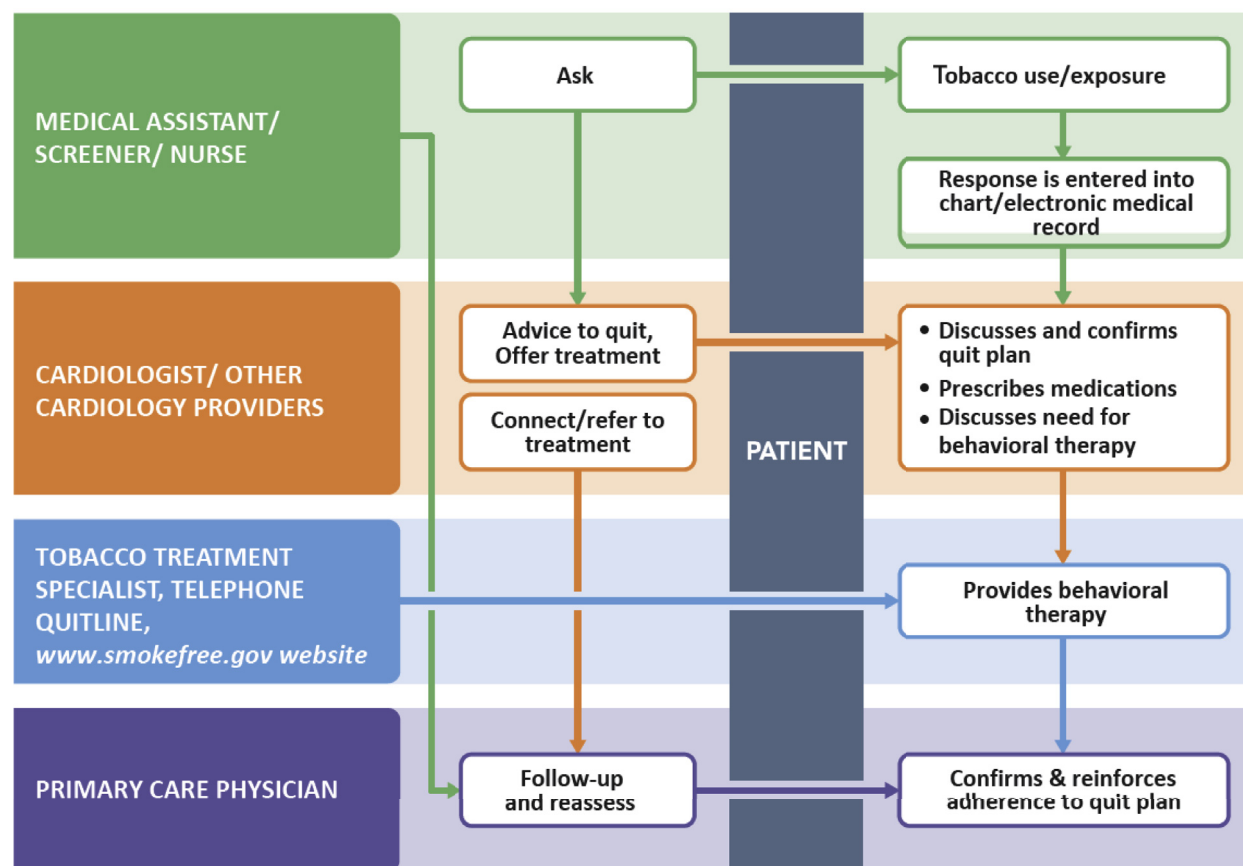 MEDICAL ASSISTANT/
SCREENER/ NURSE
Ask
Tobacco use/exposure
Response is entered into
chart/electronic medical
record
CARDIOLOGIST/ OTHER
CARDIOLOGY PROVIDERS
Advice to quit,
Offer treatment
Connect/refer to
treatment
PATIENT
• Discusses and confirms
quit plan
• Prescribes medications
• Discusses need for
behavioral therapy
TOBACCO TREATMENT
SPECIALIST, TELEPHONE
QUITLINE,
www.smokefree.gov website
Provides behavioral
therapy
PRIMARY CARE PHYSICIAN
Follow-up
and reassess
Confirms & reinforces
adherence to quit plan